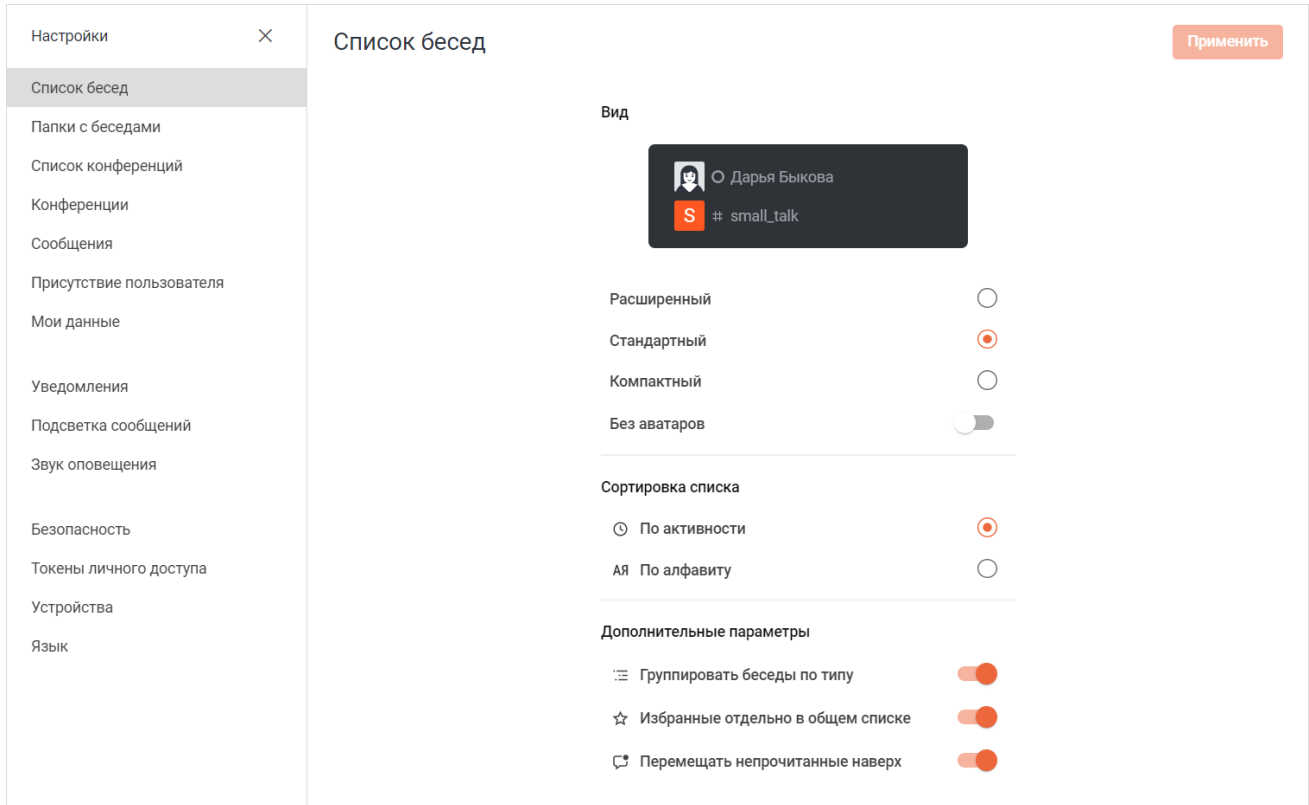 Настройки
Список бесед
Папки с беседами
Список конференций
Конференции
Сообщения
Присутствие пользователя
Мои данные
Уведомления
Подсветка сообщений
Звук оповещения
Безопасность
Токены личного доступа
Устройства
Язык
Список бесед
Применить
Вид
Дарья Быкова
S # small_talk
Расширенный
Стандартный
Компактный
Без аватаров
Сортировка списка
По активности
АЯ По алфавиту
Дополнительные параметры
Группировать беседы по типу
Избранные отдельно в общем списке
Перемещать непрочитанные наверх